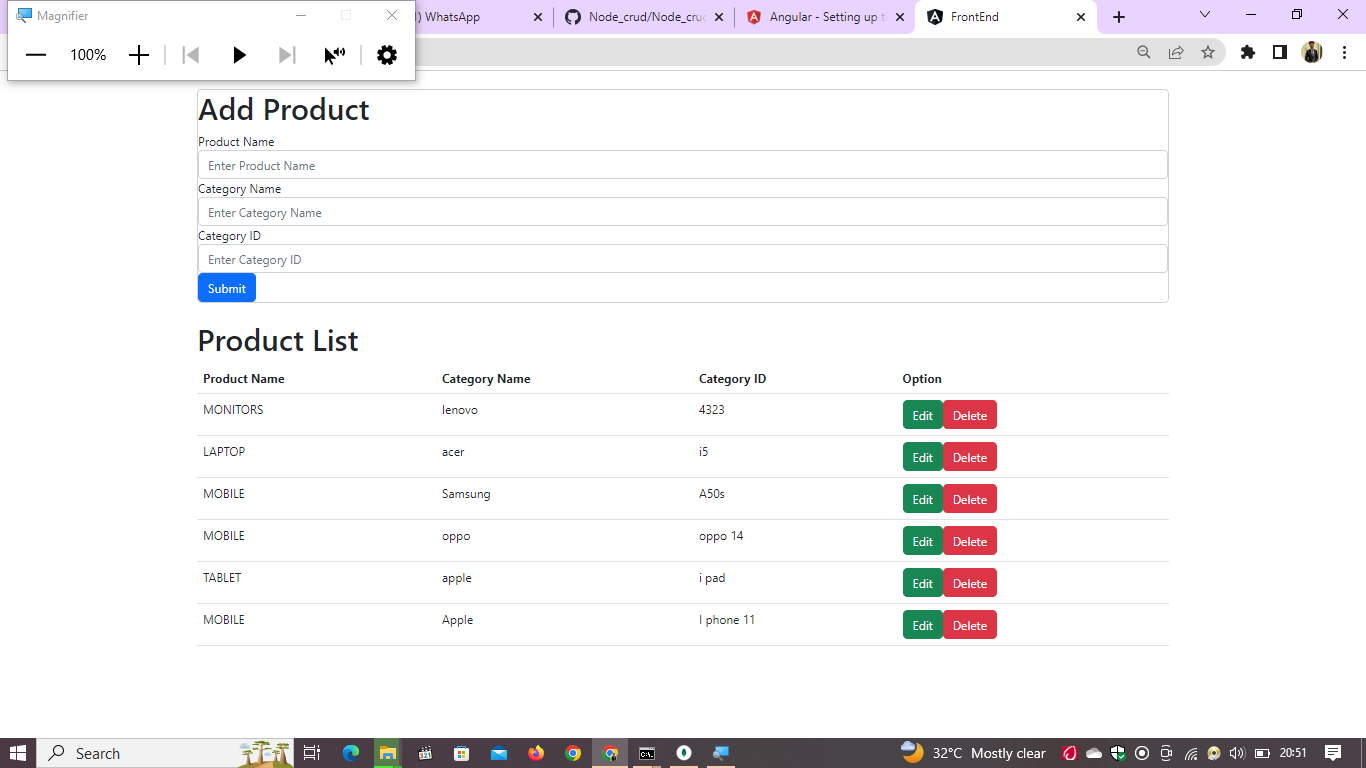 Magnifier
) WhatsApp
Node_crud/Node_cru
Angular - Setting up t
FrontEnd
100%
Add Product
Product Name
Enter Product Name
Category Name
Enter Category Name
Category ID
Enter Category ID
Submit
Product List
Product Name Category Name Category ID Option
MONITORS lenovo 4323 Edit Delete
LAPTOP acer i5 Edit Delete
MOBILE Samsung A50s Edit Delete
MOBILE oppo oppo 14 Edit Delete
TABLET apple i pad Edit Delete
MOBILE Apple I phone 11 Edit Delete
Search 32°C Mostly clear 20:51